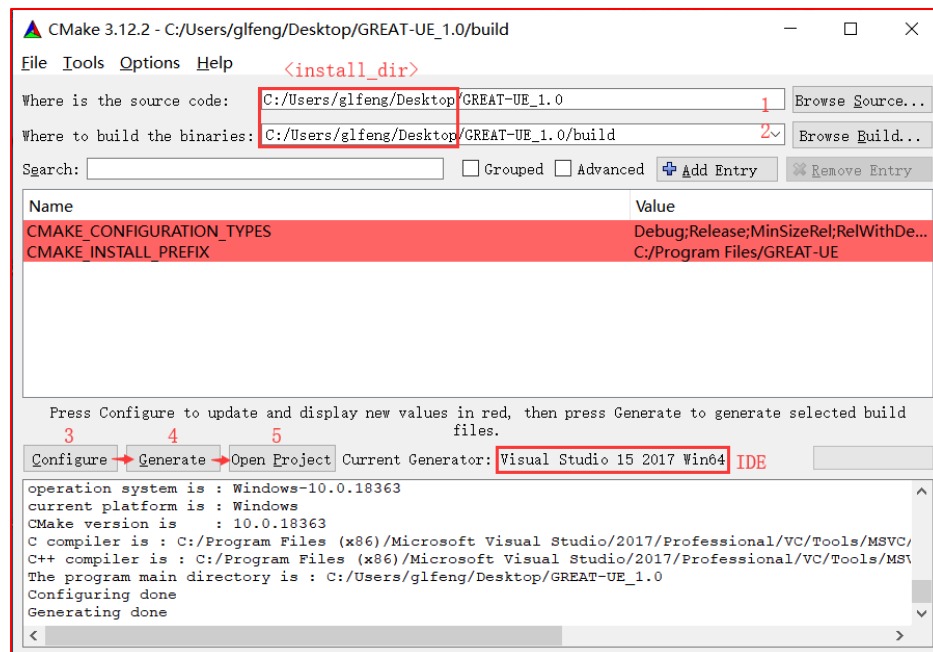 CMake 3.12.2 - C:/Users/glfeng/Desktop/GREAT-UE_1.0/build
File Tools Options Help
<install_dir>
Where is the source code: C:/Users/glfeng/Desktop/GREAT-UE_1.0 1 Browse Source...
Where to build the binaries: C:/Users/glfeng/Desktop/GREAT-UE_1.0/build 2 Browse Build...
Search: Grouped Advanced Add Entry Remove Entry
Name Value
CMAKE_CONFIGURATION_TYPES Debug;Release;MinSizeRel;RelWithDe...
CMAKE_INSTALL_PREFIX C:/Program Files/GREAT-UE
Press Configure to update and display new values in red, then press Generate to generate selected build
files.
3 4 5
Configure Generate Open Project Current Generator: Visual Studio 15 2017 Win64 IDE
operation system is : Windows-10.0.18363
current platform is : Windows
CMake version is : 10.0.18363
C compiler is : C:/Program Files (x86)/Microsoft Visual Studio/2017/Professional/VC/Tools/MSVC/
C++ compiler is : C:/Program Files (x86)/Microsoft Visual Studio/2017/Professional/VC/Tools/MS
The program main directory is : C:/Users/glfeng/Desktop/GREAT-UE_1.0
Configuring done
Generating done